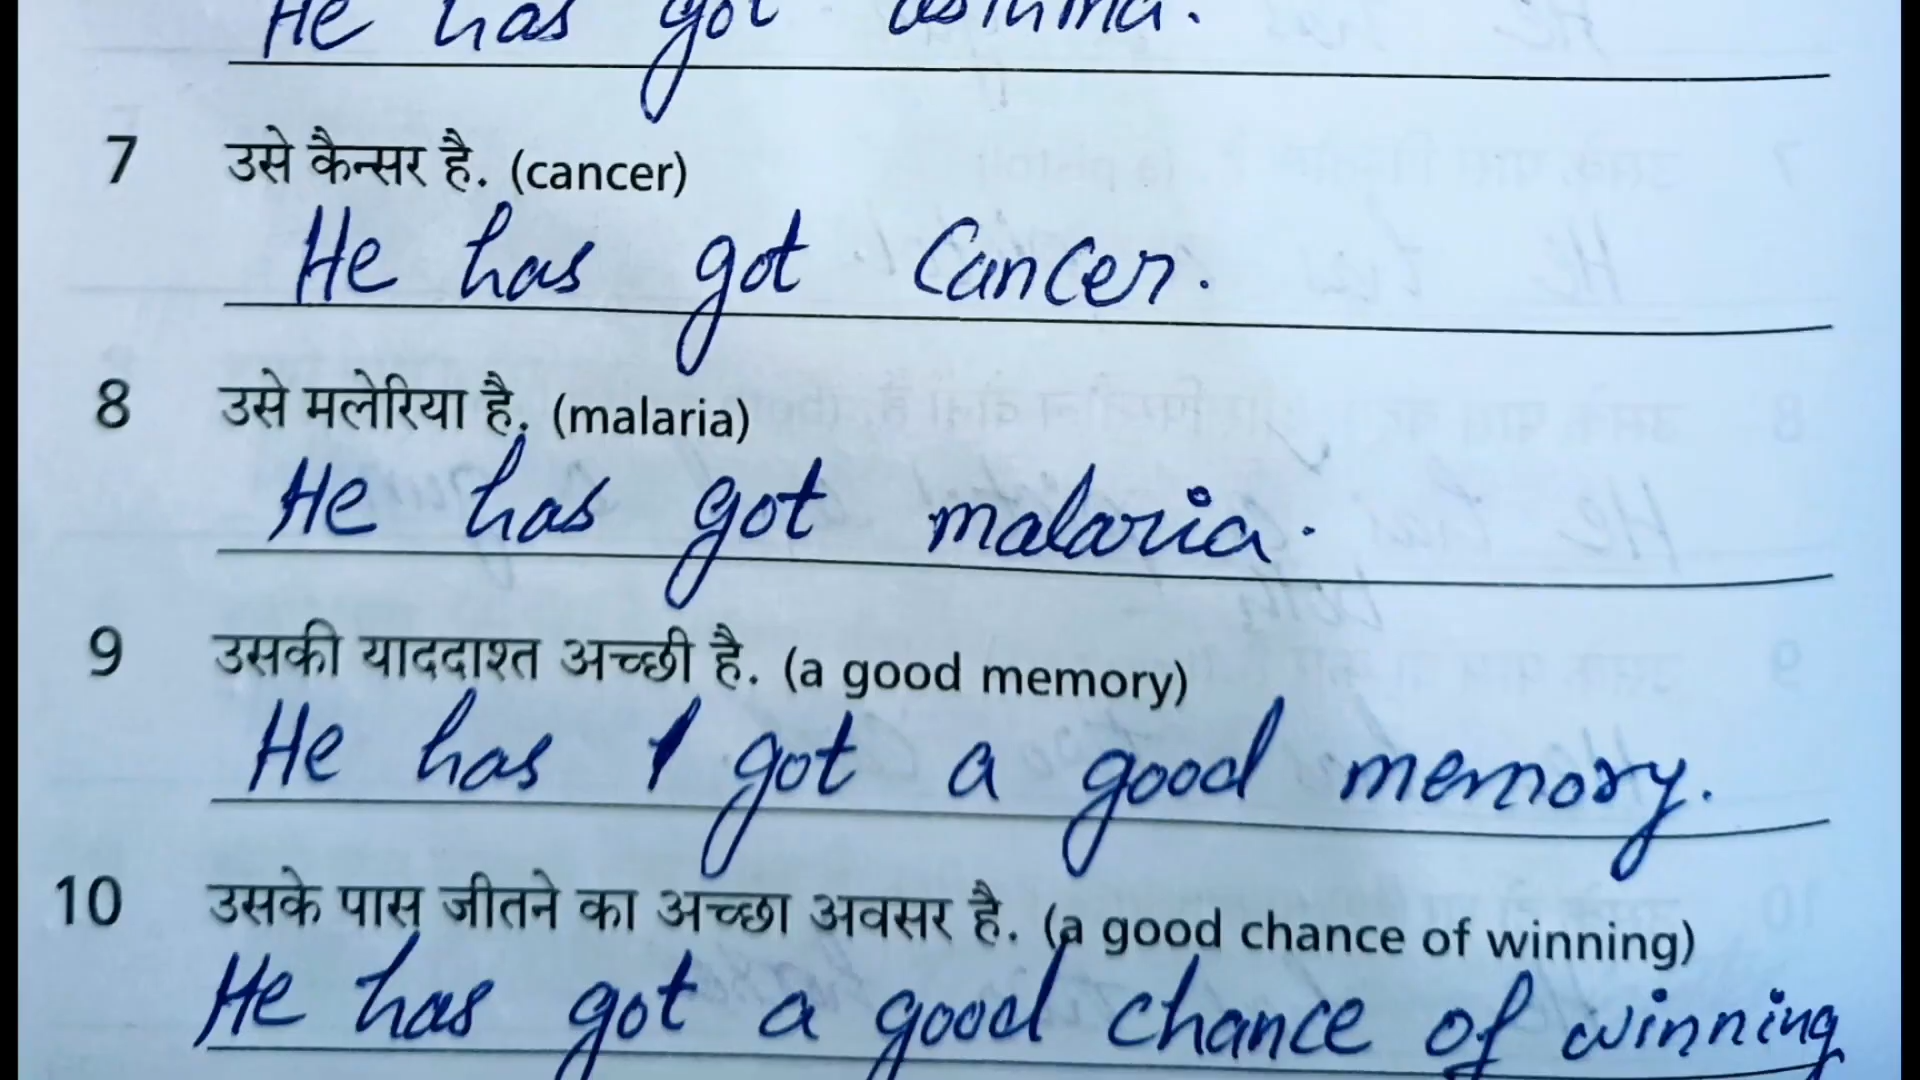 He has got asthma.
7 उसे कैन्सर है. (cancer)
He has got Cancer.
8 उसे मलेरिया है. (malaria)
He has got malaria.
9 उसकी याददाश्त अच्छी है. (a good memory)
He has got a good memory.
10 उसके पास जीतने का अच्छा अवसर है. (a good chance of winning)
He has got a good chance of winning